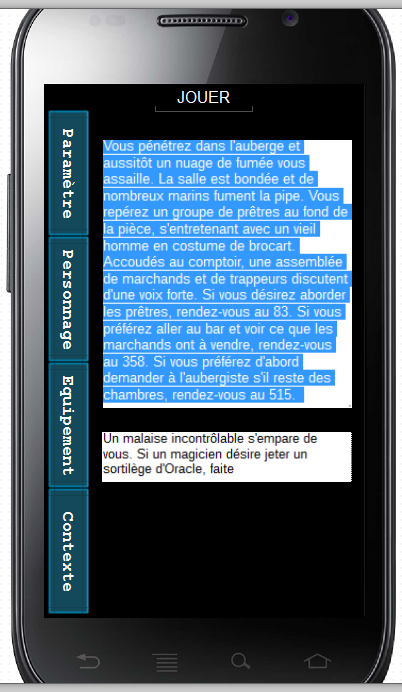 JOUER
Paramètre
Personnage
Equipement
Contexte
Vous pénétrez dans l'auberge et
aussitôt un nuage de fumée vous
assaille. La salle est bondée et de
nombreux marins fument la pipe. Vous
repérez un groupe de prêtres au fond de
la pièce, s'entretenant avec un vieil
homme en costume de brocart.
Accoudés au comptoir, une assemblée
de marchands et de trappeurs discutent
d'une voix forte. Si vous désirez aborder
les prêtres, rendez-vous au 83. Si vous
préférez aller au bar et voir ce que les
marchands ont à vendre, rendez-vous
au 358. Si vous préférez d'abord
demander à l'aubergiste s'il reste des
chambres, rendez-vous au 515.
Un malaise incontrôlable s'empare de
vous. Si un magicien désire jeter un
sortilège d'Oracle, faite